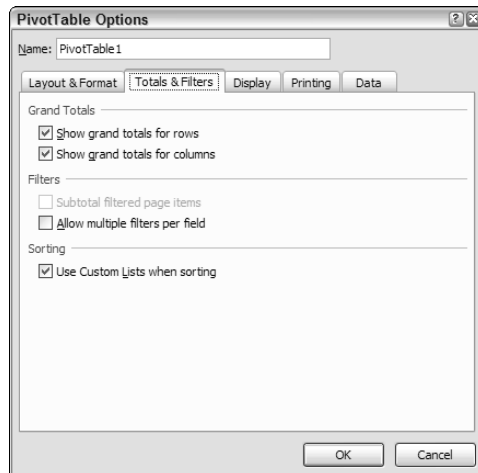 PivotTable Options
Name: PivotTable1
Layout & Format Totals & Filters Display Printing Data
Grand Totals
Show grand totals for rows
Show grand totals for columns
Filters
Subtotal filtered page items
Allow multiple filters per field
Sorting
Use Custom Lists when sorting
OK Cancel